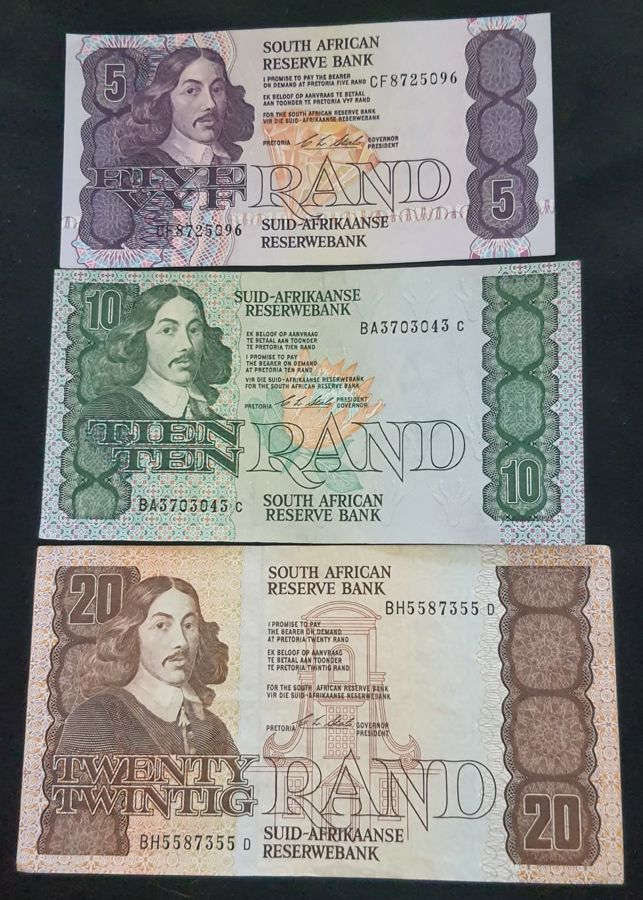 5
SOUTH AFRICAN
RESERVE BANK
I PROMISE TO PAY THE BEARER
ON DEMAND AT PRETORIA FIVE RAND
CF8725096
EK BELOOF OP AANVRAAG TE BETAAL
AAN TOONDER TE PRETORIA VYF RAND
FOR THE SOUTH AFRICAN RESERVE BANK
VIR DIE SUID-AFRIKAANSE RESERWEBANK
PRETORIA
GOVERNOR
PRESIDENT
FIVE
VYF
RAND
5
CF8725096
SUID-AFRIKAANSE
RESERWEBANK
10
SUID-AFRIKAANSE
RESERWEBANK
BA3703043 C
EK BELOOF OP AANVRAAG
TE BETAAL AAN TOONDER
TE PRETORIA TIEN RAND
I PROMISE TO PAY
THE BEARER ON DEMAND
AT PRETORIA TEN RAND
VIR DIE SUID-AFRIKAANSE RESERWEBANK
FOR THE SOUTH AFRICAN RESERVE BANK
PRETORIA
PRESIDENT
GOVERNOR
TIEN
TEN
RAND
10
BA3703043 C
SOUTH AFRICAN
RESERVE BANK
20
SOUTH AFRICAN
RESERVE BANK
BH5587355 D
I PROMISE TO PAY
THE BEARER ON DEMAND
AT PRETORIA TWENTY RAND
EK BELOOF OP AANVRAAG
TE BETAAL AAN TOONDER
TE PRETORIA TWINTIG RAND
FOR THE SOUTH AFRICAN RESERVE BANK
VIR DIE SUID-AFRIKAANSE RESERWEBANK
PRETORIA
GOVERNOR
PRESIDENT
TWENTY
TWINTIG
RAND
20
BH5587355 D
SUID-AFRIKAANSE
RESERWEBANK